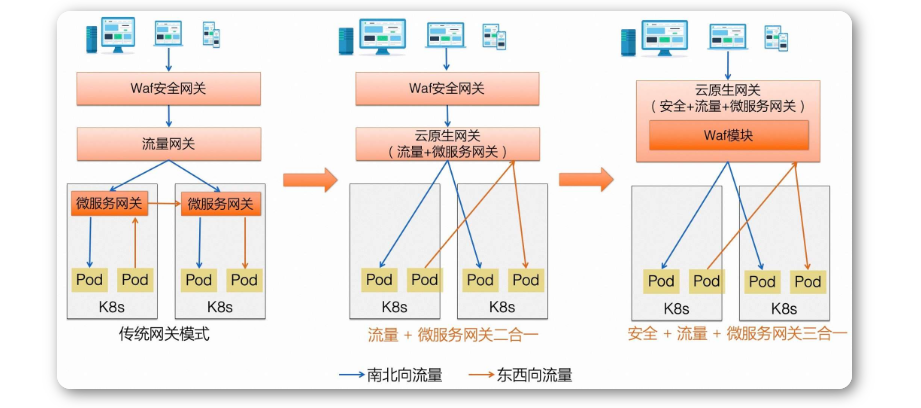 Waf安全网关
流量网关
微服务网关
微服务网关
Pod
Pod
Pod
Pod
K8s
K8s
传统网关模式
Waf安全网关
云原生网关
（流量+微服务网关）
Pod
Pod
Pod
Pod
K8s
K8s
流量 + 微服务网关二合一
云原生网关
（安全+流量+微服务网关）
Waf模块
Pod
Pod
Pod
Pod
K8s
K8s
安全 + 流量 + 微服务网关三合一
南北向流量
东西向流量